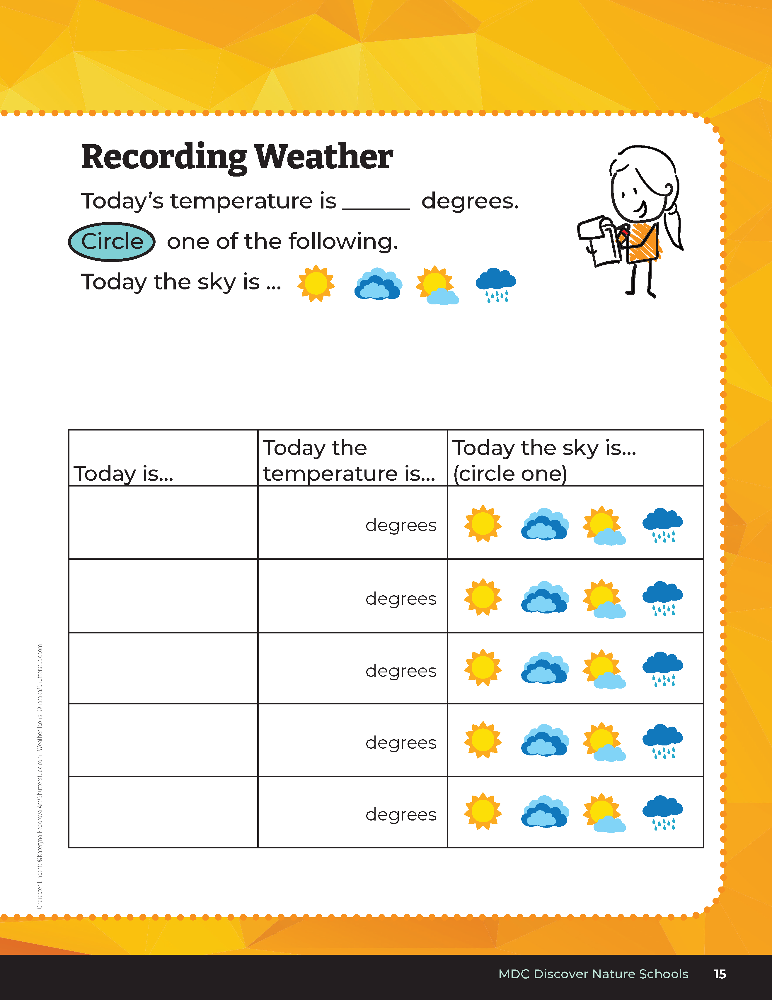 Recording Weather
Today's temperature is ______ degrees.
Circle one of the following.
Today the sky is ...
Today is...
Today the
temperature is...
Today the sky is...
(circle one)
degrees
degrees
degrees
degrees
degrees
Character Lineart: @Kateryna Fedorova Art/Shutterstock.com; Weather Icons: ©nataka/Shutterstock.com
MDC Discover Nature Schools 15